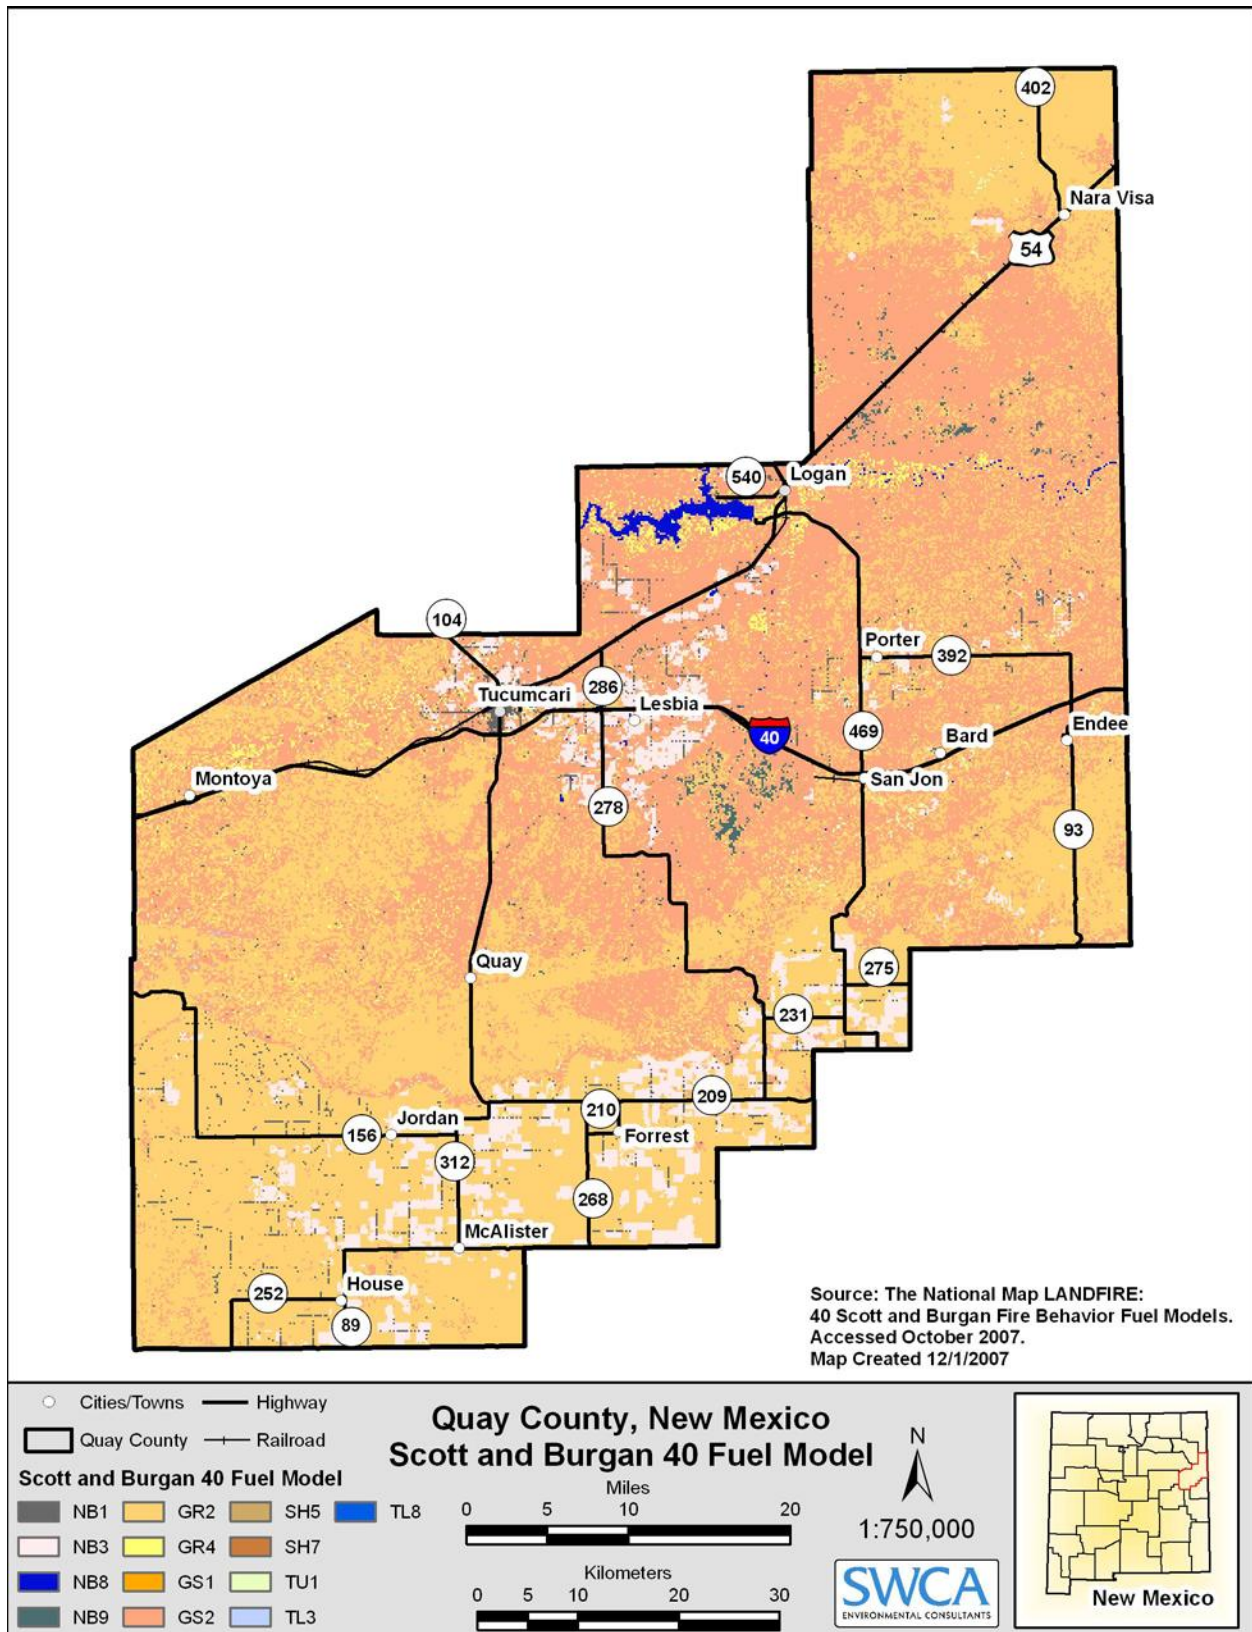 402
Nara Visa
54
540
Logan
104
Porter
392
Tucumcari
286
Lesbia
469
Bard
Endee
40
Montoya
San Jon
278
93
Quay
275
231
209
210
Jordan
156
Forrest
312
268
McAlister
252
House
89
Source: The National Map LANDFIRE:
40 Scott and Burgan Fire Behavior Fuel Models.
Accessed October 2007.
Map Created 12/1/2007
Cities/Towns
Highway
Quay County
Railroad
Scott and Burgan 40 Fuel Model
NB1
GR2
SH5
TL8
NB3
GR4
SH7
NB8
GS1
TU1
NB9
GS2
TL3
Quay County, New Mexico
Scott and Burgan 40 Fuel Model
Miles
0 5 10 20
Kilometers
0 5 10 20 30
N
1:750,000
SWCA
ENVIRONMENTAL CONSULTANTS
New Mexico